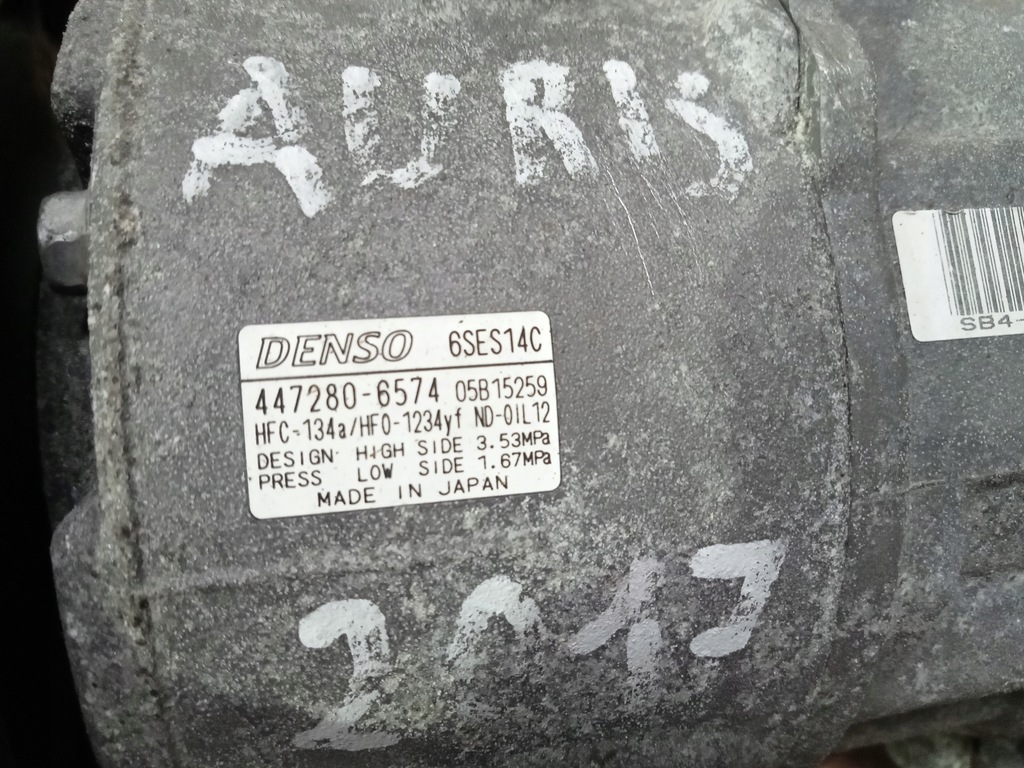 AURIS
DENSO 6SES14C
447280-6574 05B15259
HFC-134a/HFO-1234yf ND-OIL12
DESIGN HIGH SIDE 3.53MPa
PRESS LOW SIDE 1.67MPa
MADE IN JAPAN
SB4-
2017